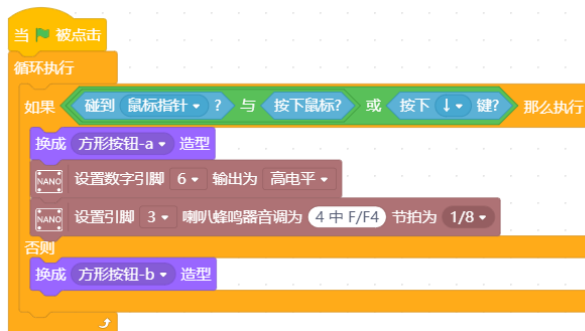 当 被点击
循环执行
如果 碰到 鼠标指针 ? 与 按下鼠标? 或 按下 ↓ 键? 那么执行
换成 方形按钮-a 造型
NANO 设置数字引脚 6 输出为 高电平
NANO 设置引脚 3 喇叭蜂鸣器音调为 4 中 F/F4 节拍为 1/8
否则
换成 方形按钮-b 造型